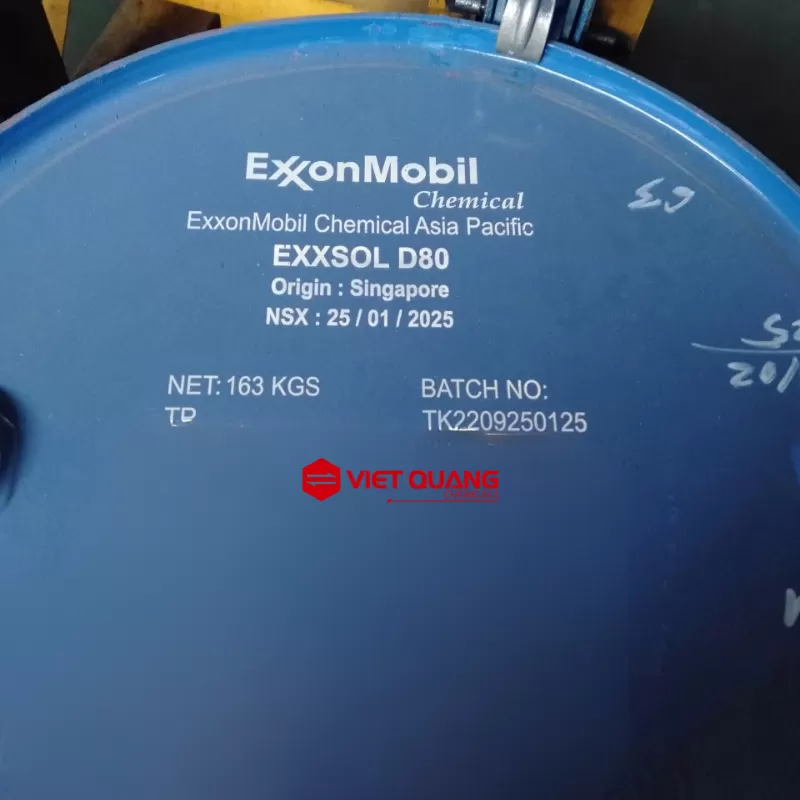 ExxonMobil
Chemical
ExxonMobil Chemical Asia Pacific
EXXSOL D80
Origin : Singapore
NSX : 25 / 01 / 2025
NET: 163 KGS
BATCH NO:
TK2209250125
VIET QUANG
CHEMICALS